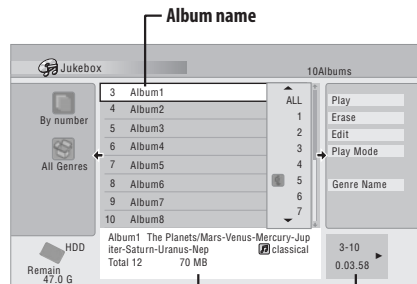 Album name
Jukebox
10Albums
By number
All Genres
3 Album1
4 Album2
5 Album3
6 Album4
7 Album5
8 Album6
9 Album7
10 Album8
ALL
1
2
3
4
5
6
7
Play
Erase
Edit
Play Mode
Genre Name
HDD
Remain
47.0 G
Album1 The Planets/Mars-Venus-Mercury-Jup
iter-Saturn-Uranus-Nep classical
Total 12 70 MB
3-10
0.03.58